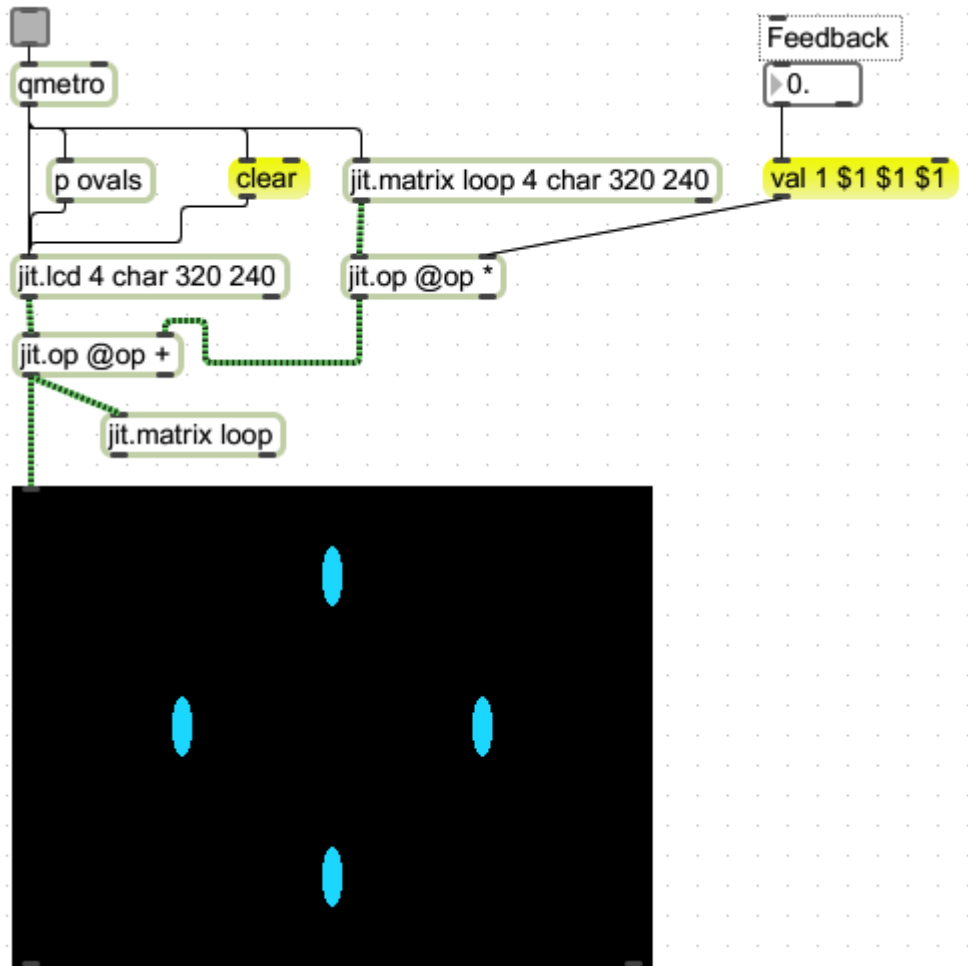 Feedback
qmetro
0.
p ovals
clear
jit.matrix loop 4 char 320 240
val 1 $1 $1 $1
jit.lcd 4 char 320 240
jit.op @op *
jit.op @op +
jit.matrix loop